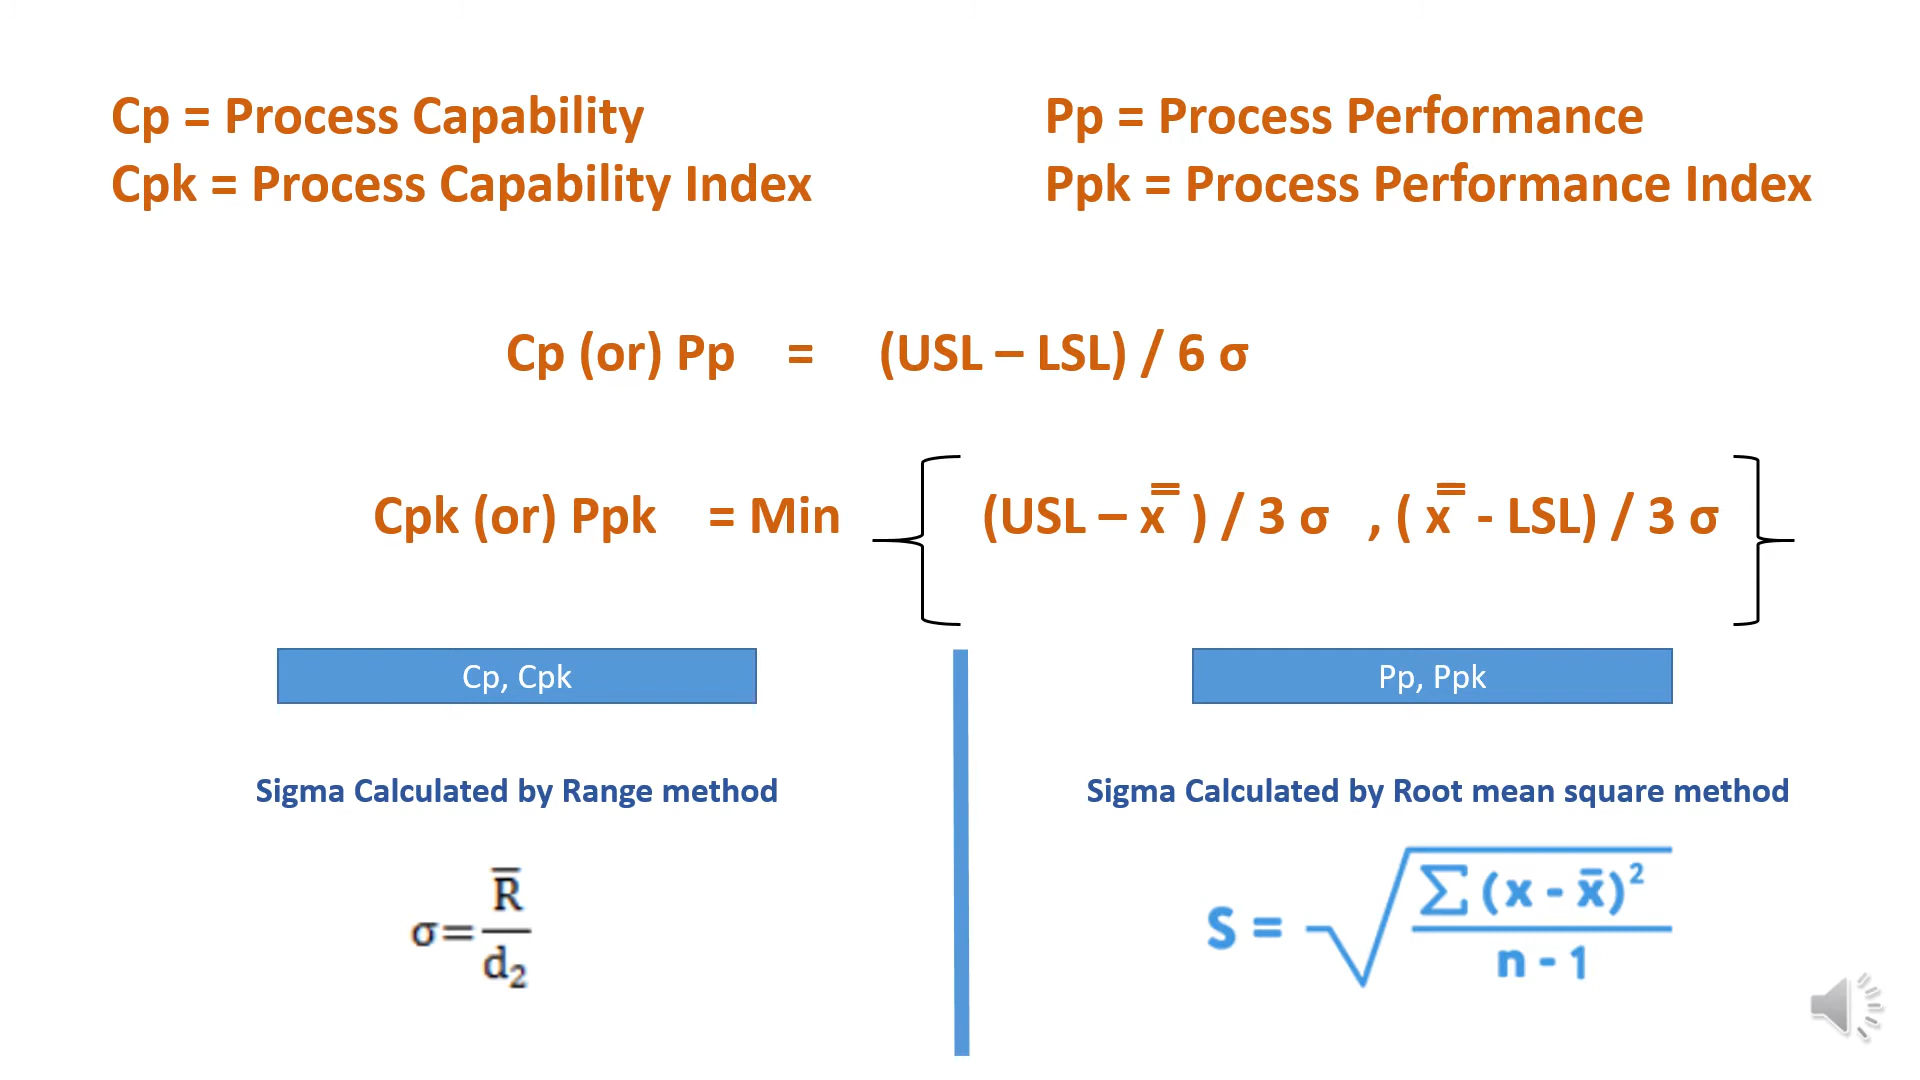 Cp = Process Capability
Cpk = Process Capability Index
Pp = Process Performance
Ppk = Process Performance Index
Cp (or) Pp = (USL – LSL) / 6 σ
Cpk (or) Ppk = Min { (USL – x̿ ) / 3 σ , ( x̿ - LSL) / 3 σ }
Cp, Cpk
Sigma Calculated by Range method
σ = R̅ / d₂
Pp, Ppk
Sigma Calculated by Root mean square method
S = √ Σ (x - x̄)² / n - 1